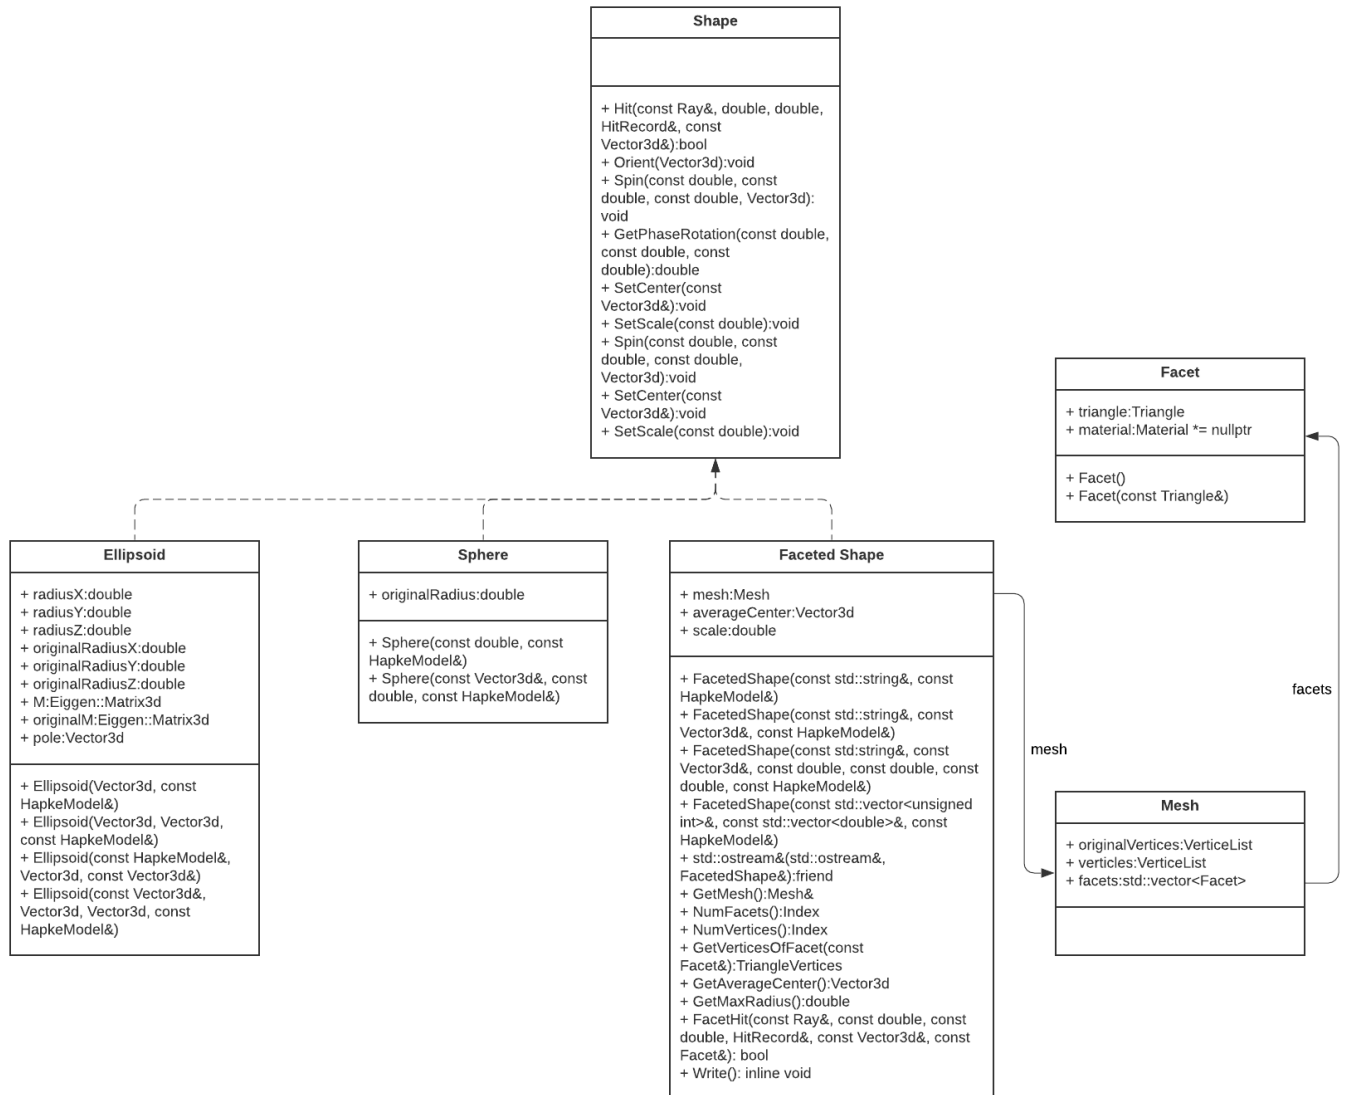 Shape
+ Hit(const Ray&, double, double,
HitRecord&, const
Vector3d&):bool
+ Orient(Vector3d):void
+ Spin(const double, const
double, const double, Vector3d):
void
+ GetPhaseRotation(const double,
const double, const
double):double
+ SetCenter(const
Vector3d&):void
+ SetScale(const double):void
+ Spin(const double, const
double, const double,
Vector3d):void
+ SetCenter(const
Vector3d&):void
+ SetScale(const double):void
Facet
+ triangle:Triangle
+ material:Material *= nullptr
+ Facet()
+ Facet(const Triangle&)
Ellipsoid
+ radiusX:double
+ radiusY:double
+ radiusZ:double
+ originalRadiusX:double
+ originalRadiusY:double
+ originalRadiusZ:double
+ M:Eiggen::Matrix3d
+ originalM:Eiggen::Matrix3d
+ pole:Vector3d
+ Ellipsoid(Vector3d, const
HapkeModel&)
+ Ellipsoid(Vector3d, Vector3d,
const HapkeModel&)
+ Ellipsoid(const HapkeModel&,
Vector3d, const Vector3d&)
+ Ellipsoid(const Vector3d&,
Vector3d, Vector3d, const
HapkeModel&)
Sphere
+ originalRadius:double
+ Sphere(const double, const
HapkeModel&)
+ Sphere(const Vector3d&, const
double, const HapkeModel&)
Faceted Shape
+ mesh:Mesh
+ averageCenter:Vector3d
+ scale:double
+ FacetedShape(const std::string&, const
HapkeModel&)
+ FacetedShape(const std::string&, const
Vector3d&, const HapkeModel&)
+ FacetedShape(const std:string&, const
Vector3d&, const double, const double, const
double, const HapkeModel&)
+ FacetedShape(const std::vector<unsigned
int>&, const std::vector<double>&, const
HapkeModel&)
+ std::ostream&(std::ostream&,
FacetedShape&):friend
+ GetMesh():Mesh&
+ NumFacets():Index
+ NumVertices():Index
+ GetVerticesOfFacet(const
Facet&):TriangleVertices
+ GetAverageCenter():Vector3d
+ GetMaxRadius():double
+ FacetHit(const Ray&, const double, const
double, HitRecord&, const Vector3d&, const
Facet&): bool
+ Write(): inline void
mesh
facets
Mesh
+ originalVertices:VerticeList
+ verticles:VerticeList
+ facets:std::vector<Facet>